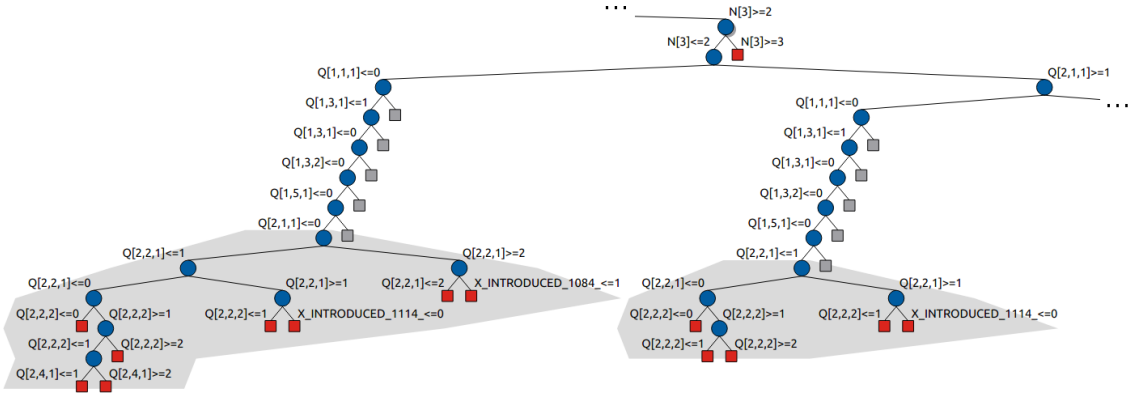 ... N[3]>=2
N[3]<=2 N[3]>=3
Q[1,1,1]<=0 Q[2,1,1]>=1
Q[1,3,1]<=1 Q[1,1,1]<=0 ...
Q[1,3,1]<=0 Q[1,3,1]<=1
Q[1,3,2]<=0 Q[1,3,1]<=0
Q[1,5,1]<=0 Q[1,3,2]<=0
Q[2,1,1]<=0 Q[1,5,1]<=0
Q[2,2,1]<=1 Q[2,2,1]>=2 Q[2,2,1]<=1
Q[2,2,1]<=0 Q[2,2,1]>=1 Q[2,2,1]<=2 X_INTRODUCED_1084_<=1 Q[2,2,1]<=0 Q[2,2,1]>=1
Q[2,2,2]<=0 Q[2,2,2]>=1 Q[2,2,2]<=1 X_INTRODUCED_1114_<=0 Q[2,2,2]<=0 Q[2,2,2]>=1 Q[2,2,2]<=1 X_INTRODUCED_1114_<=0
Q[2,2,2]<=1 Q[2,2,2]>=2 Q[2,2,2]<=1 Q[2,2,2]>=2
Q[2,4,1]<=1 Q[2,4,1]>=2